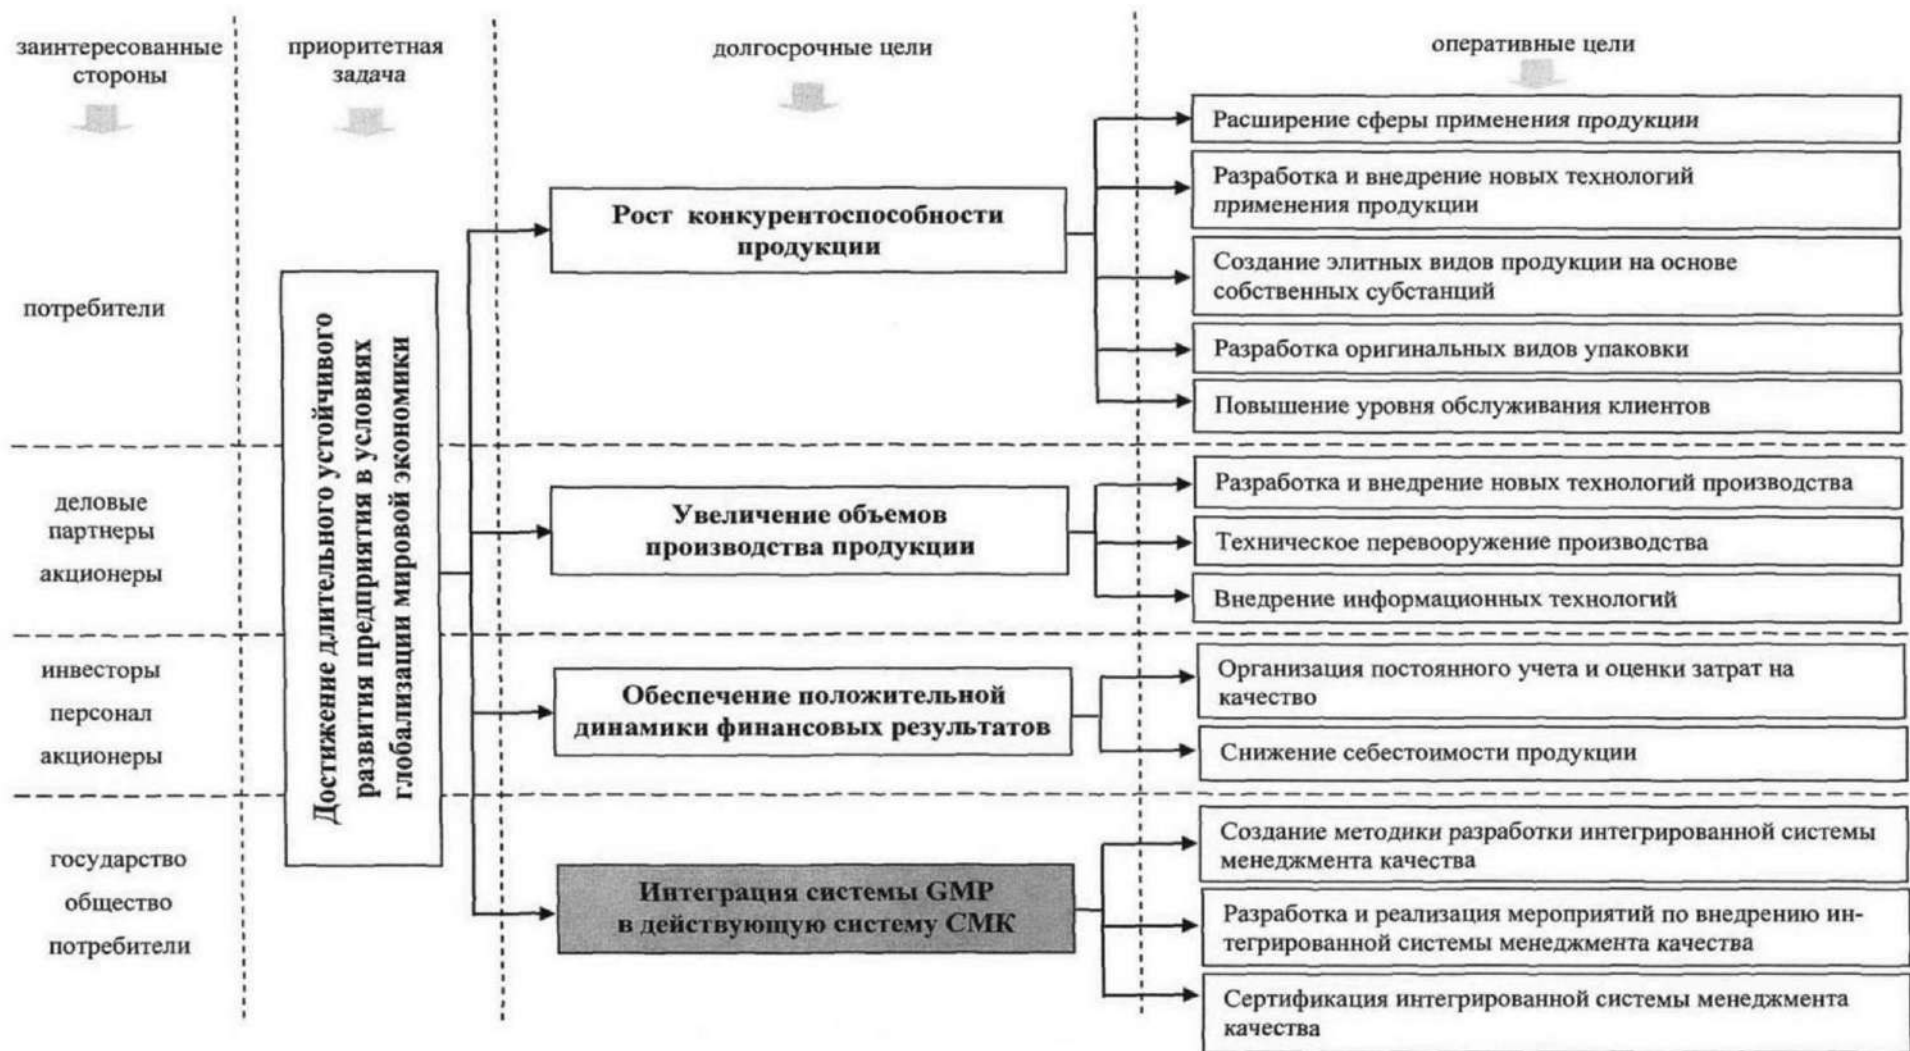 заинтересованные
стороны
приоритетная
задача
долгосрочные цели
оперативные цели
потребители
деловые
партнеры
акционеры
инвесторы
персонал
акционеры
государство
общество
потребители
Достижение длительного устойчивого
развития предприятия в условиях
глобализации мировой экономики
Рост конкурентоспособности
продукции
Увеличение объемов
производства продукции
Обеспечение положительной
динамики финансовых результатов
Интеграция системы GMP
в действующую систему СМК
Расширение сферы применения продукции
Разработка и внедрение новых технологий
применения продукции
Создание элитных видов продукции на основе
собственных субстанций
Разработка оригинальных видов упаковки
Повышение уровня обслуживания клиентов
Разработка и внедрение новых технологий производства
Техническое перевооружение производства
Внедрение информационных технологий
Организация постоянного учета и оценки затрат на
качество
Снижение себестоимости продукции
Создание методики разработки интегрированной системы
менеджмента качества
Разработка и реализация мероприятий по внедрению ин-
тегрированной системы менеджмента качества
Сертификация интегрированной системы менеджмента
качества